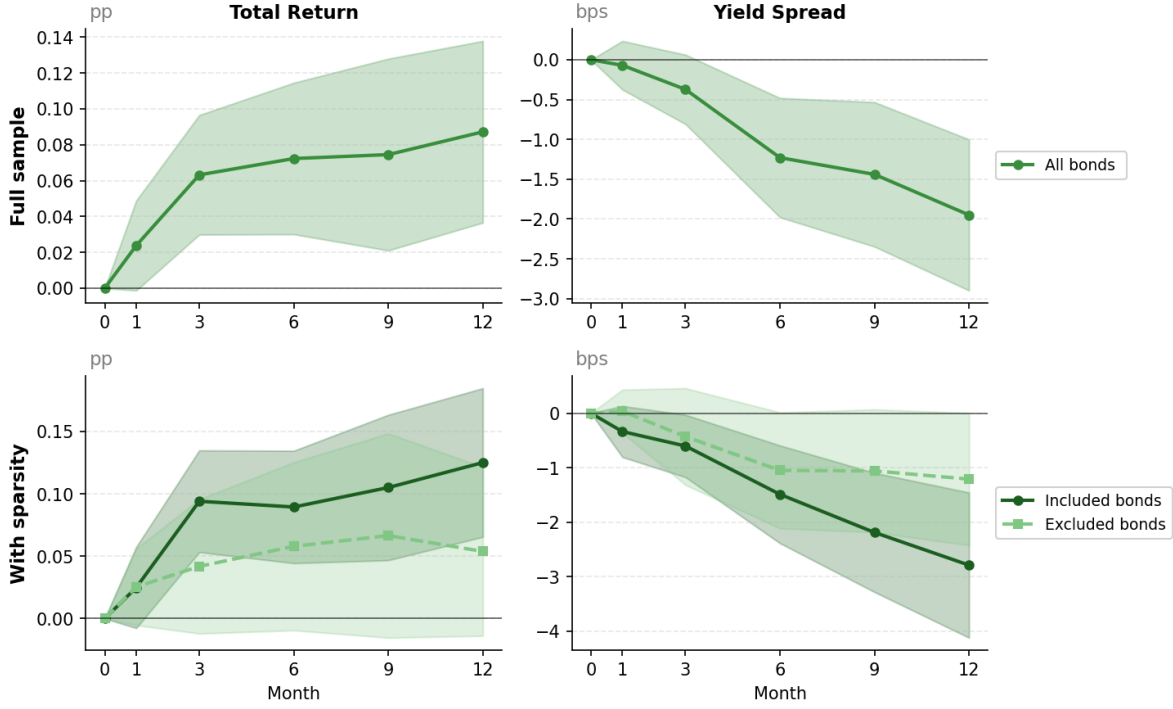 pp
Total Return
bps
Yield Spread
Full sample
0.14
0.12
0.10
0.08
0.06
0.04
0.02
0.00
0 1 3 6 9 12
0.0
−0.5
−1.0
−1.5
−2.0
−2.5
−3.0
0 1 3 6 9 12
All bonds
pp
bps
With sparsity
0.15
0.10
0.05
0.00
0 1 3 6 9 12
Month
0
−1
−2
−3
−4
0 1 3 6 9 12
Month
Included bonds
Excluded bonds